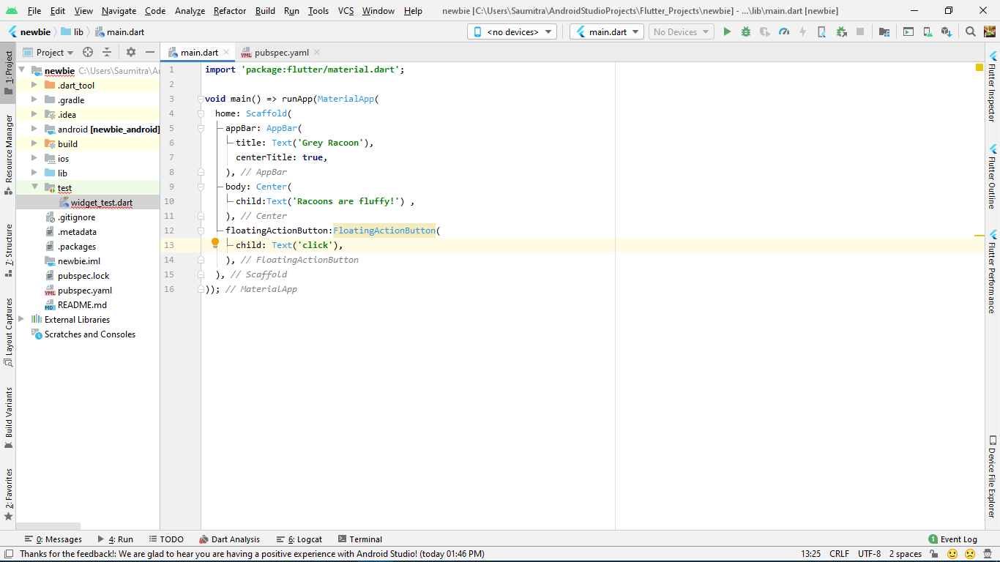 File Edit View Navigate Code Analyze Refactor Build Run Tools VCS Window Help newbie [C:\Users\Saumitra\AndroidStudioProjects\Flutter_Projects\newbie] - ...\lib\main.dart [newbie]
newbie lib main.dart <no devices> main.dart No Devices
1: Project
Resource Manager
7: Structure
Layout Captures
Build Variants
2: Favorites
Project
newbie C:\Users\Saumitra\A
.dart_tool
.gradle
.idea
android [newbie_android]
build
ios
lib
test
widget_test.dart
.gitignore
.metadata
.packages
newbie.iml
pubspec.lock
pubspec.yaml
README.md
External Libraries
Scratches and Consoles
main.dart pubspec.yaml
1 import 'package:flutter/material.dart';
2
3 void main() => runApp(MaterialApp(
4 home: Scaffold(
5 appBar: AppBar(
6 title: Text('Grey Racoon'),
7 centerTitle: true,
8 ), // AppBar
9 body: Center(
10 child:Text('Racoons are fluffy!') ,
11 ), // Center
12 floatingActionButton:FloatingActionButton(
13 child: Text('click'),
14 ), // FloatingActionButton
15 ), // Scaffold
16 )); // MaterialApp
Flutter Inspector
Flutter Outline
Flutter Performance
Device File Explorer
0: Messages 4: Run TODO Dart Analysis 6: Logcat Terminal 1 Event Log
Thanks for the feedback!: We are glad to hear you are having a positive experience with Android Studio! (today 01:46 PM) 13:25 CRLF UTF-8 2 spaces